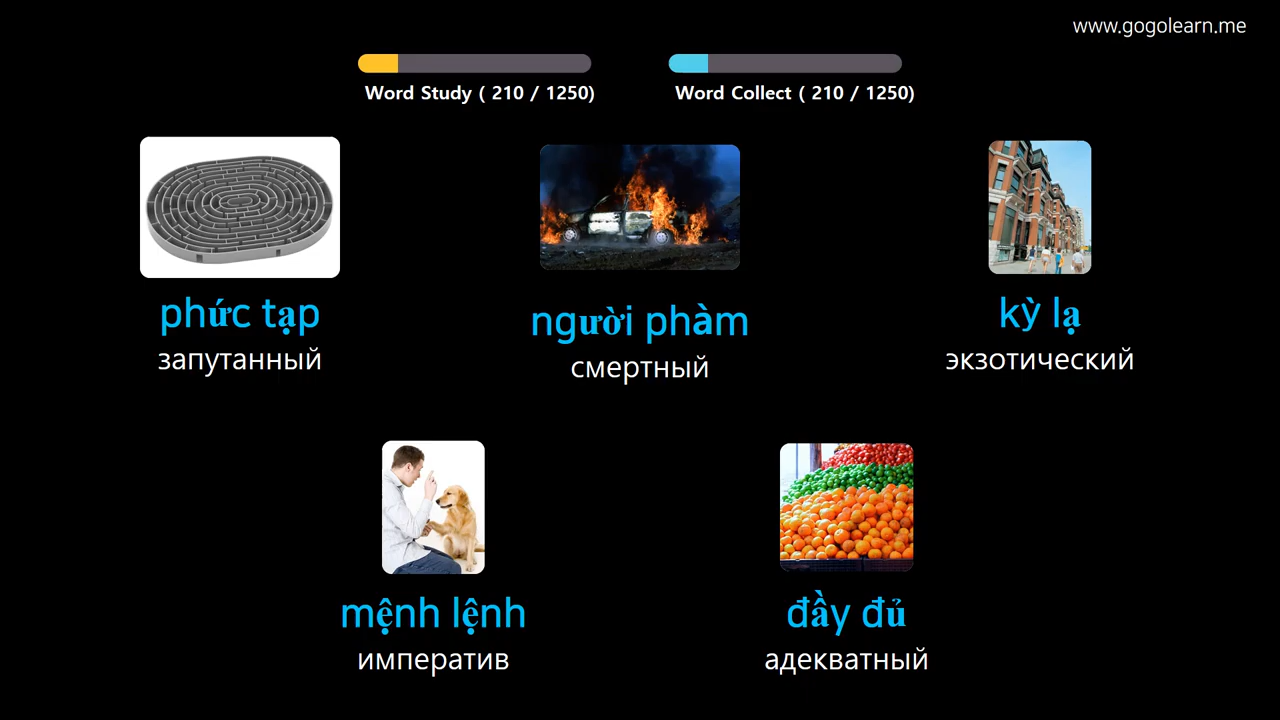 www.gogolearn.me
Word Study ( 210 / 1250)
Word Collect ( 210 / 1250)
phức tạp
запутанный
người phàm
смертный
kỳ lạ
экзотический
mệnh lệnh
императив
đầy đủ
адекватный